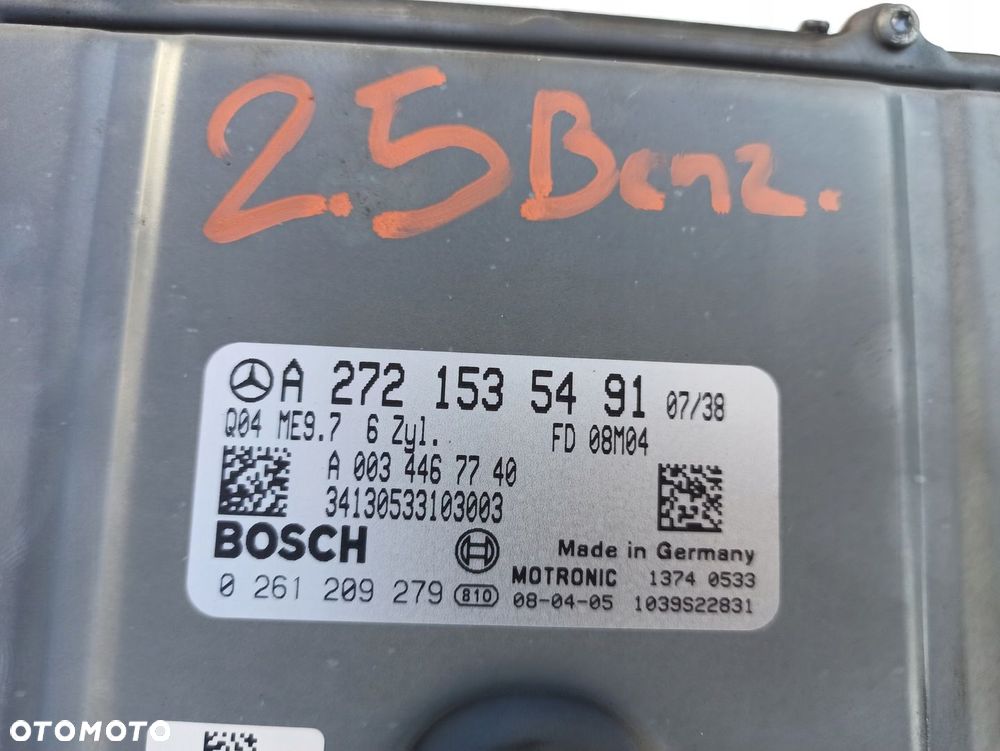 2.5 Benz.
A 272 153 54 91 07/38
Q04 ME9.7 6 Zyl. FD 08M04
A 003 446 77 40
34130533103003
BOSCH Made in Germany
MOTRONIC 1374 0533
0 261 209 279 810 08-04-05 1039S22831
OTOMOTO